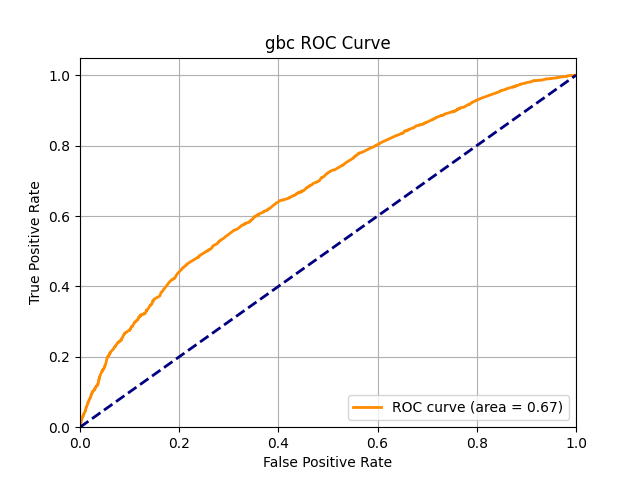 gbc ROC Curve
True Positive Rate
1.0
0.8
0.6
0.4
0.2
0.0
0.0 0.2 0.4 0.6 0.8 1.0
False Positive Rate
ROC curve (area = 0.67)